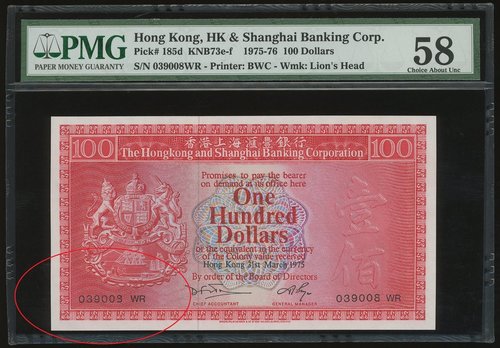 PMG
PAPER MONEY GUARANTY
Hong Kong, HK & Shanghai Banking Corp.
Pick# 185d KNB73e-f 1975-76 100 Dollars
S/N 039008WR - Printer: BWC - Wmk: Lion's Head
58
Choice About Unc
100
香港上海滙豐銀行
100
The Hongkong and Shanghai Banking Corporation
Promises to pay the bearer
on demand at its office here
One
Hundred
Dollars
or the equivalent in the currency
of the Colony value received
Hong Kong 31st March 1975
By order of the Board of Directors
壹
百
039003 WR
CHIEF ACCOUNTANT
GENERAL MANAGER
039008 WR